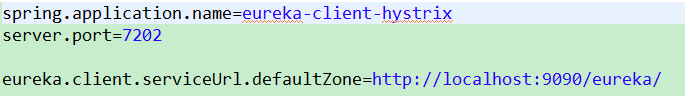 spring.application.name=eureka-client-hystrix
server.port=7202
eureka.client.serviceUrl.defaultZone=http://localhost:9090/eureka/